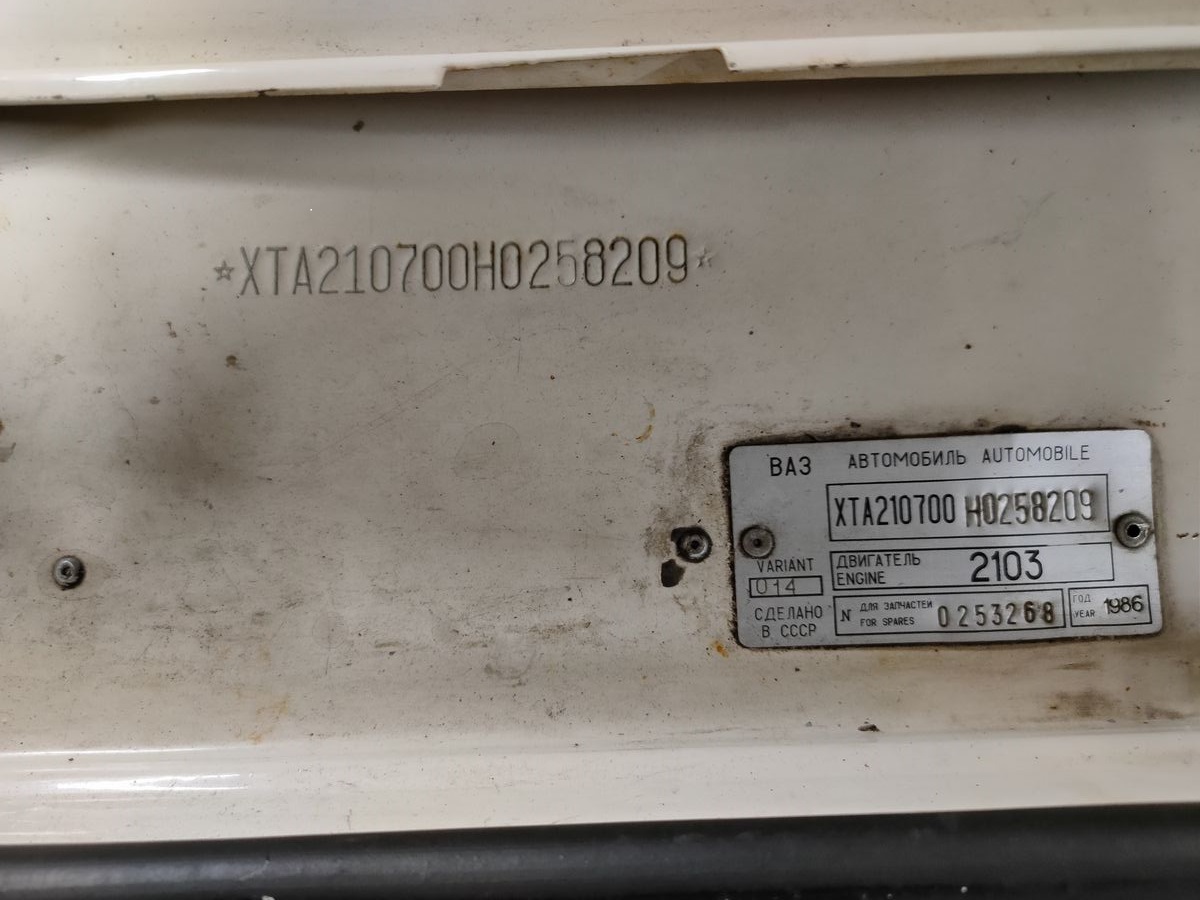 ☆XTA210700H0258209☆
ВАЗ АВТОМОБИЛЬ AUTOMOBILE
XTA210700 H0258209
VARIANT
014
ДВИГАТЕЛЬ
ENGINE
2103
СДЕЛАНО
В СССР
N ДЛЯ ЗАПЧАСТЕЙ
FOR SPARES
0253268
ГОД
YEAR
1986